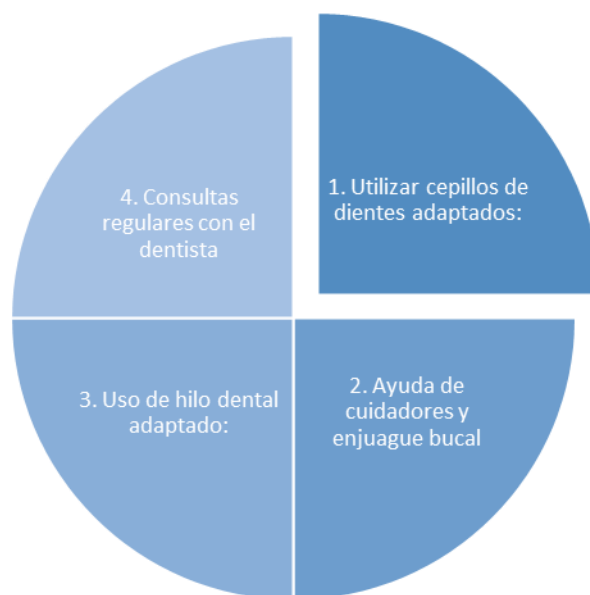 1. Utilizar cepillos de
dientes adaptados:
2. Ayuda de
cuidadores y
enjuague bucal
3. Uso de hilo dental
adaptado:
4. Consultas
regulares con el
dentista